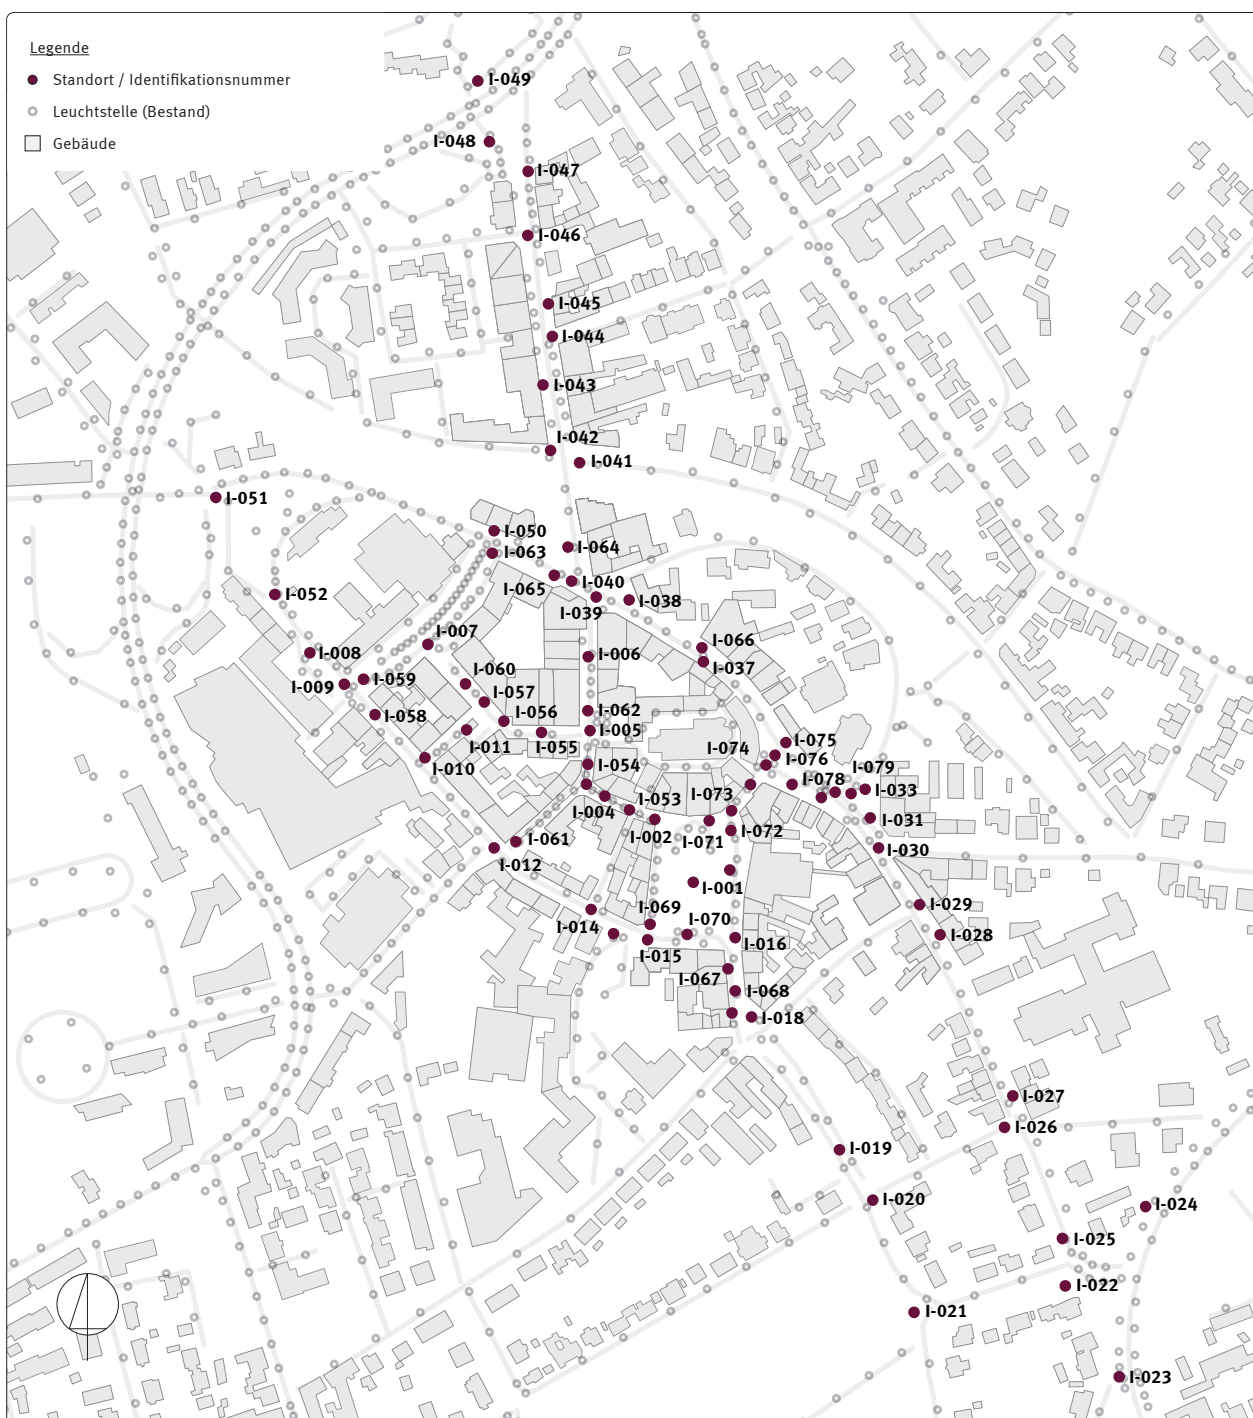 Legende
Standort / Identifikationsnummer
Leuchtstelle (Bestand)
Gebäude
I-049
I-048
I-047
I-046
I-045
I-044
I-043
I-042
I-041
I-051
I-050
I-063
I-064
I-065
I-040
I-052
I-039
I-038
I-007
I-066
I-008
I-006
I-037
I-060
I-059
I-009
I-057
I-058
I-056
I-062
I-005
I-011
I-055
I-074
I-075
I-010
I-054
I-076
I-079
I-078
I-033
I-073
I-053
I-004
I-031
I-002
I-072
I-071
I-061
I-012
I-030
I-001
I-069
I-029
I-014
I-070
I-028
I-016
I-015
I-067
I-068
I-018
I-027
I-026
I-019
I-020
I-024
I-025
I-022
I-021
I-023